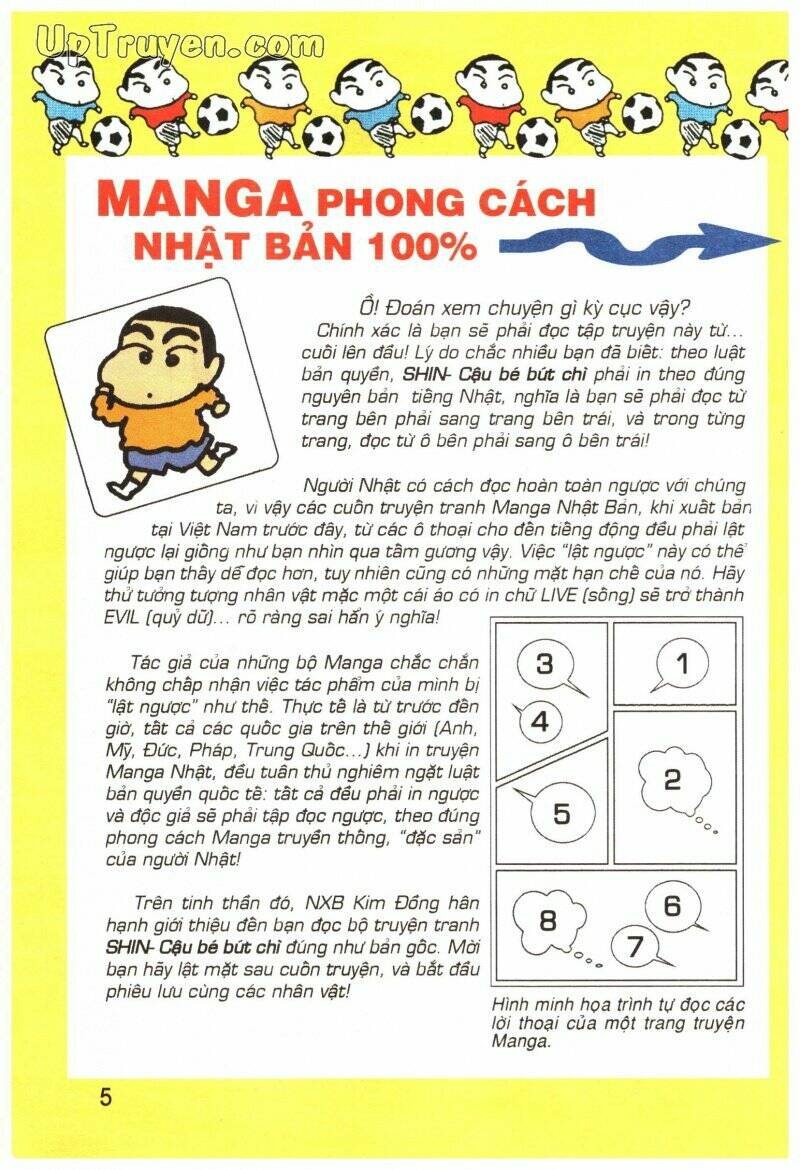 UpTruyen.com
MANGA PHONG CÁCH
NHẬT BẢN 100%
Ồ! Đoán xem chuyện gì kỳ cục vậy?
Chính xác là bạn sẽ phải đọc tập truyện này từ...
cuối lên đầu! Lý do chắc nhiều bạn đã biết: theo luật
bản quyền, SHIN- Cậu bé bút chì phải in theo đúng
nguyên bản tiếng Nhật, nghĩa là bạn sẽ phải đọc từ
trang bên phải sang trang bên trái, và trong từng
trang, đọc từ ô bên phải sang ô bên trái!
Người Nhật có cách đọc hoàn toàn ngược với chúng
ta, vì vậy các cuốn truyện tranh Manga Nhật Bản, khi xuất bản
tại Việt Nam trước đây, từ các ô thoại cho đến tiếng động đều phải lật
ngược lại giống như bạn nhìn qua tấm gương vậy. Việc "lật ngược" này có thể
giúp bạn thấy dễ đọc hơn, tuy nhiên cũng có những mặt hạn chế của nó. Hãy
thử tưởng tượng nhân vật mặc một cái áo có in chữ LIVE (sống) sẽ trở thành
EVIL (quỷ dữ)... rõ ràng sai hẳn ý nghĩa!
Tác giả của những bộ Manga chắc chắn
không chấp nhận việc tác phẩm của mình bị
"lật ngược" như thế. Thực tế là từ trước đến
giờ, tất cả các quốc gia trên thế giới (Anh,
Mỹ, Đức, Pháp, Trung Quốc...) khi in truyện
Manga Nhật, đều tuân thủ nghiêm ngặt luật
bản quyền quốc tế: tất cả đều phải in ngược
và độc giả sẽ phải tập đọc ngược, theo đúng
phong cách Manga truyền thống, "đặc sản"
của người Nhật!
Trên tinh thần đó, NXB Kim Đồng hân
hạnh giới thiệu đến bạn đọc bộ truyện tranh
SHIN- Cậu bé bút chì đúng như bản gốc. Mời
bạn hãy lật mặt sau cuốn truyện, và bắt đầu
phiêu lưu cùng các nhân vật!
3
1
4
2
5
8
6
7
Hình minh họa trình tự đọc các
lời thoại của một trang truyện
Manga.
5